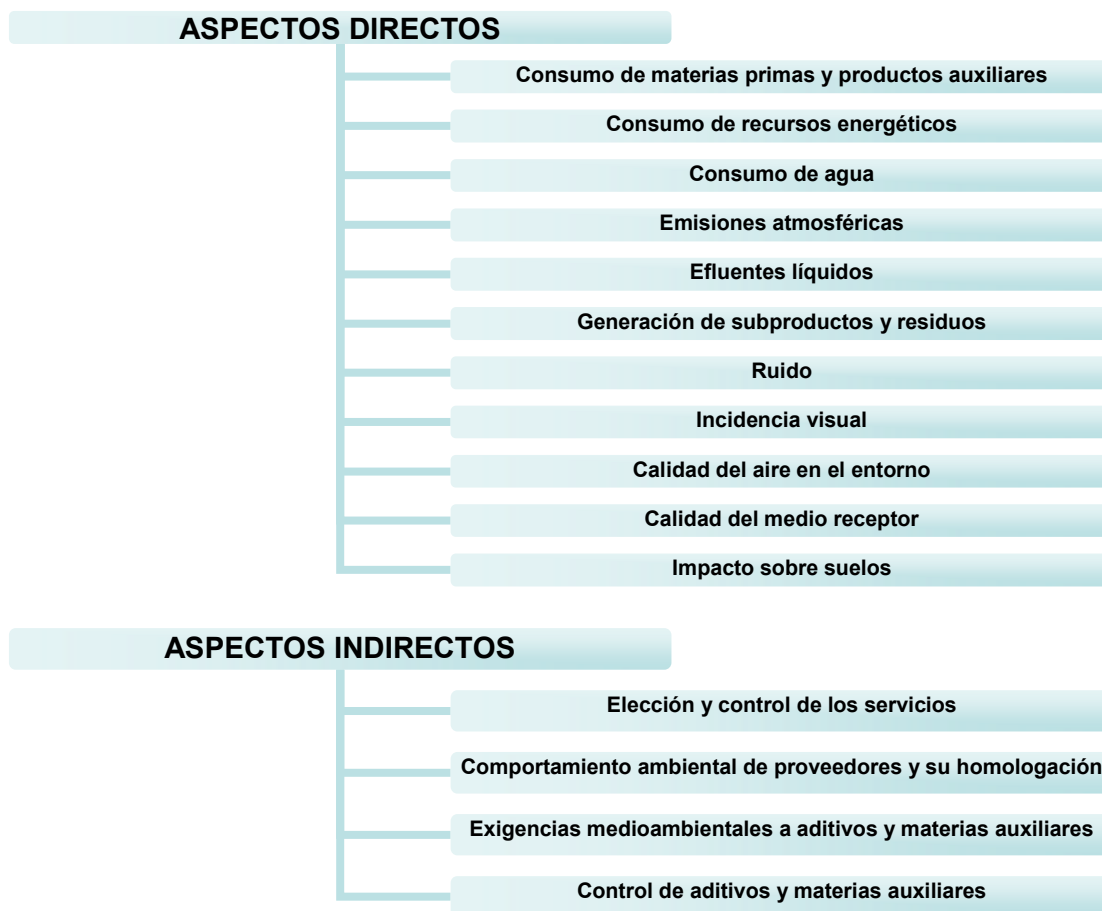 ASPECTOS DIRECTOS
Consumo de materias primas y productos auxiliares
Consumo de recursos energéticos
Consumo de agua
Emisiones atmosféricas
Efluentes líquidos
Generación de subproductos y residuos
Ruido
Incidencia visual
Calidad del aire en el entorno
Calidad del medio receptor
Impacto sobre suelos
ASPECTOS INDIRECTOS
Elección y control de los servicios
Comportamiento ambiental de proveedores y su homologación
Exigencias medioambientales a aditivos y materias auxiliares
Control de aditivos y materias auxiliares